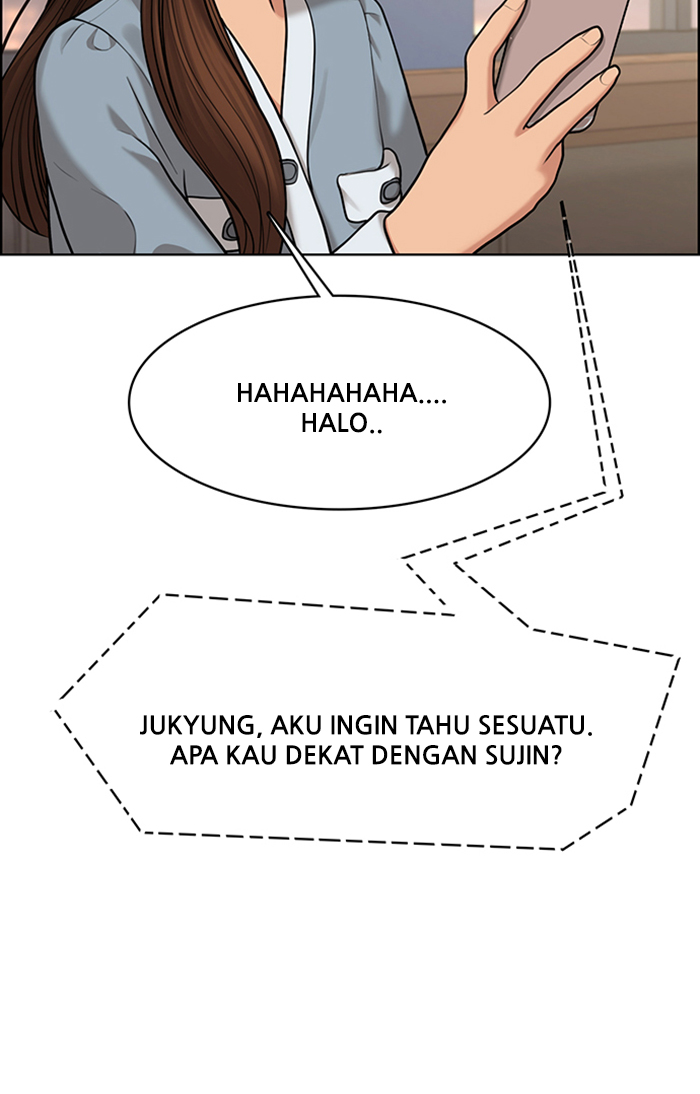 HAHAHAHAHA....
HALO..
JUKYUNG, AKU INGIN TAHU SESUATU.
APA KAU DEKAT DENGAN SUJIN?